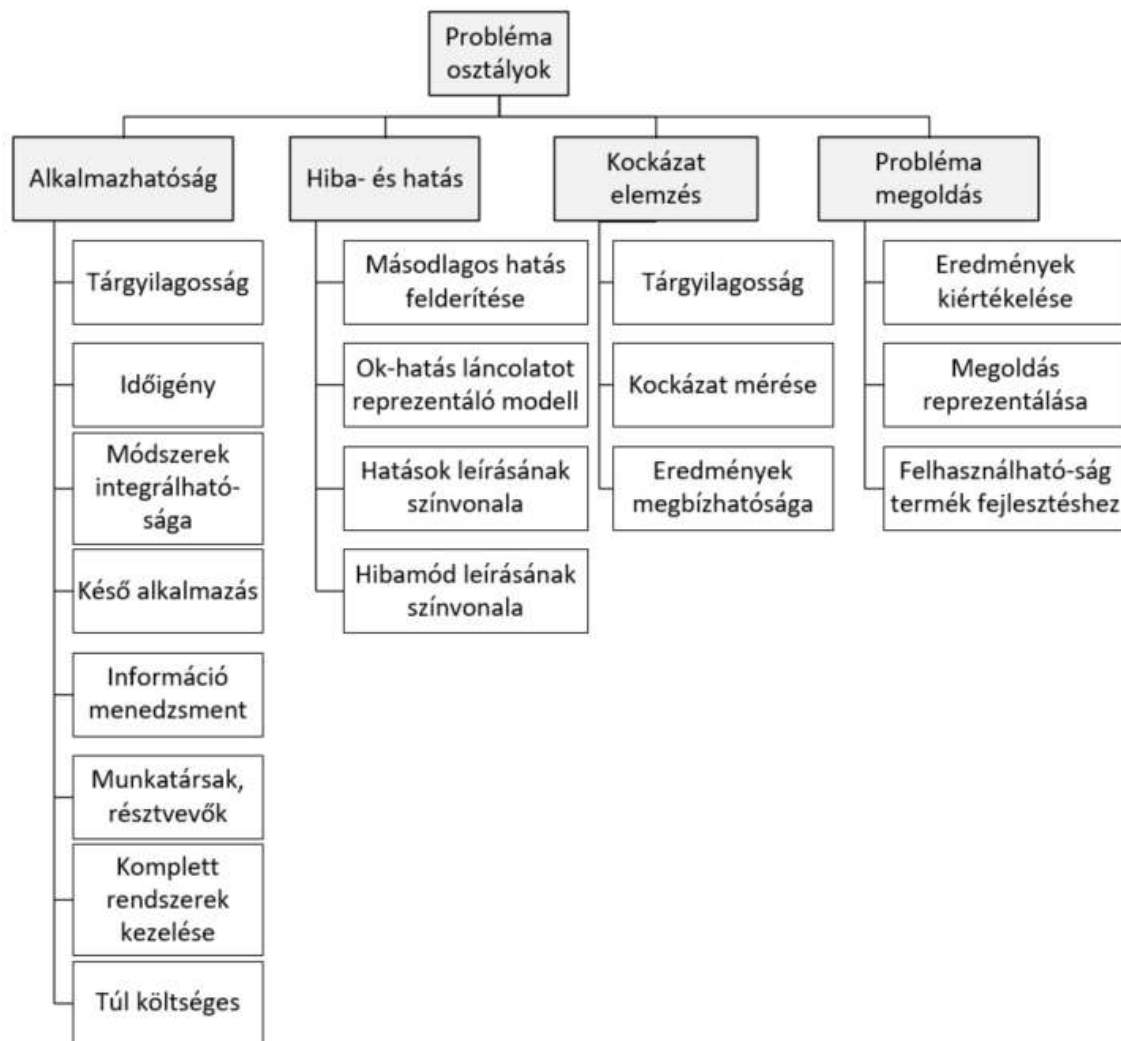 Probléma
osztályok
Alkalmazhatóság
Hiba- és hatás
Kockázat
elemzés
Probléma
megoldás
Tárgyilagosság
Időigény
Módszerek
integrálható-
sága
Késő alkalmazás
Információ
menedzsment
Munkatársak,
résztvevők
Komplett
rendszerek
kezelése
Túl költséges
Másodlagos hatás
felderítése
Ok-hatás láncolatot
reprezentáló modell
Hatások leírásának
színvonala
Hibamód leírásának
színvonala
Tárgyilagosság
Kockázat mérése
Eredmények
megbízhatósága
Eredmények
kiértékelése
Megoldás
reprezentálása
Felhasználható-ság
termék fejlesztéshez